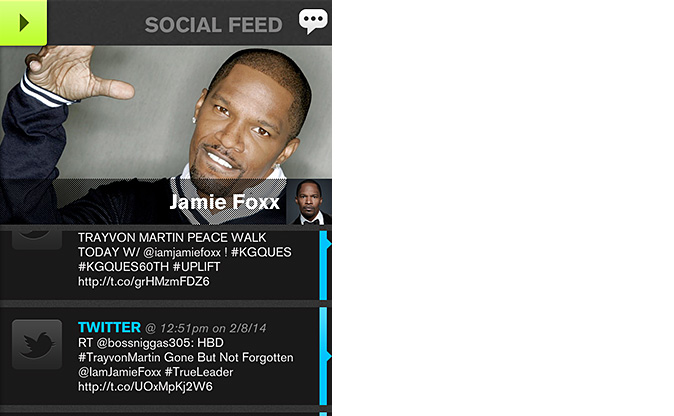 SOCIAL FEED
Jamie Foxx
TRAYVON MARTIN PEACE WALK
TODAY W/ @iamjamiefoxx ! #KGQUES
#KGQUES60TH #UPLIFT
http://t.co/grHMzmFDZ6
TWITTER @ 12:51pm on 2/8/14
RT @bossniggas305: HBD
#TrayvonMartin Gone But Not Forgotten
@IamJamieFoxx #TrueLeader
http://t.co/UOxMpKj2W6